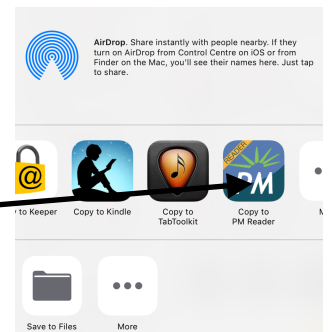 AirDrop. Share instantly with people nearby. If they
turn on AirDrop from Control Centre on iOS or from
Finder on the Mac, you'll see their names here. Just tap
to share.
@
READER
PM
to Keeper
Copy to Kindle
Copy to
TabToolkit
Copy to
PM Reader
M
Save to Files
More